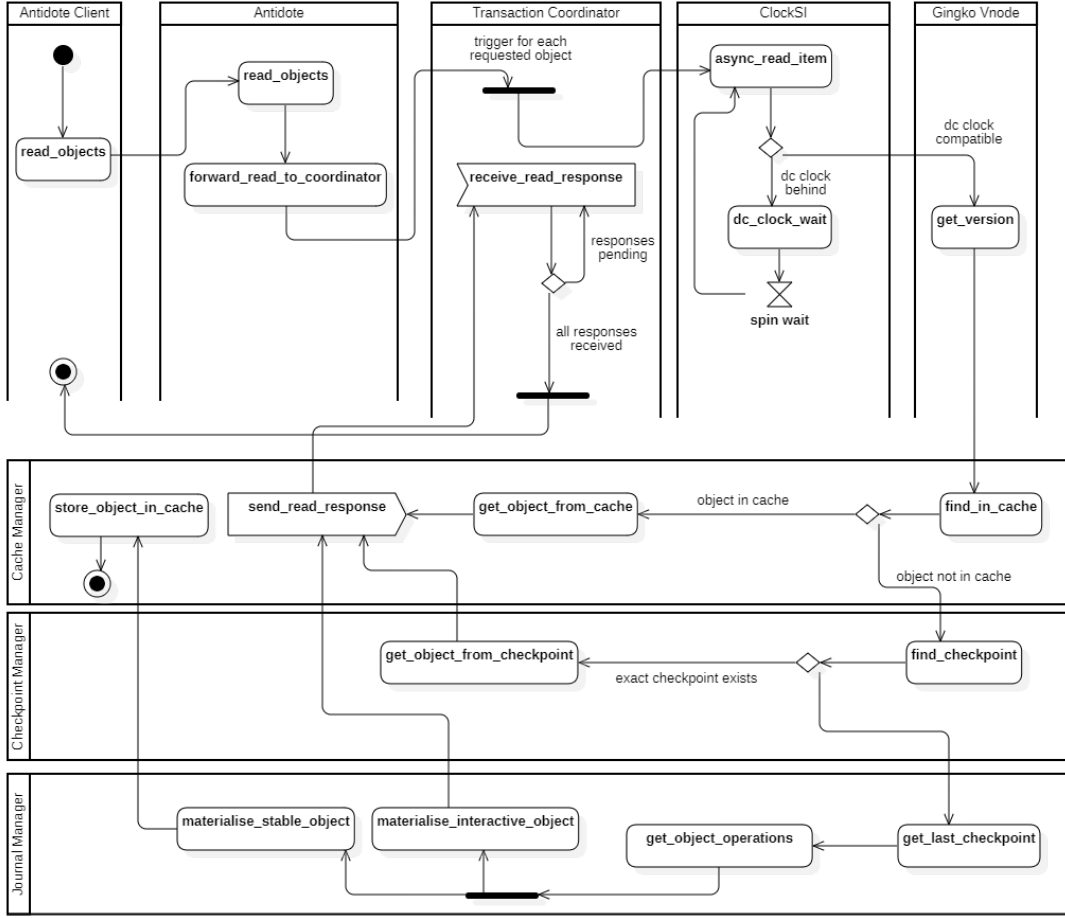 Antidote Client
Antidote
Transaction Coordinator
ClockSI
Gingko Vnode
trigger for each
requested object
read_objects
async_read_item
read_objects
forward_read_to_coordinator
receive_read_response
dc clock
compatible
dc clock
behind
dc_clock_wait
get_version
responses
pending
spin wait
all responses
received
Cache Manager
store_object_in_cache
send_read_response
get_object_from_cache
object in cache
find_in_cache
object not in cache
Checkpoint Manager
get_object_from_checkpoint
exact checkpoint exists
find_checkpoint
Journal Manager
materialise_stable_object
materialise_interactive_object
get_object_operations
get_last_checkpoint